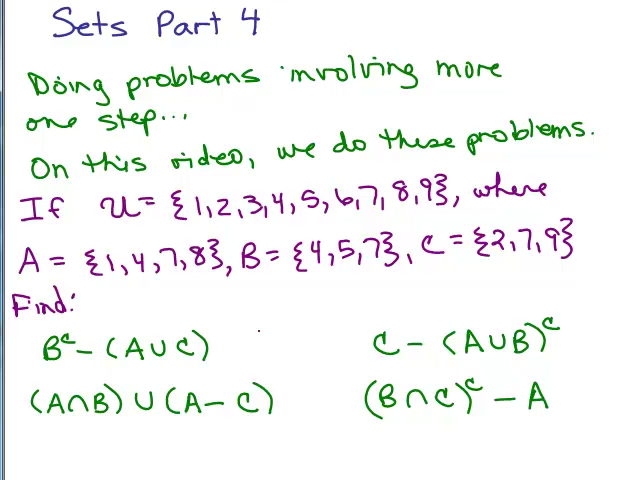 Sets Part 4
Doing problems involving more
one step...
On this video, we do these problems.
If U = {1,2,3,4,5,6,7,8,9}, where
A = {1,4,7,8}, B = {4,5,7}, C = {2,7,9}
Find:
Bᶜ - (A ∪ C) C - (A ∪ B)ᶜ
(A ∩ B) ∪ (A - C) (B ∩ C)ᶜ - A